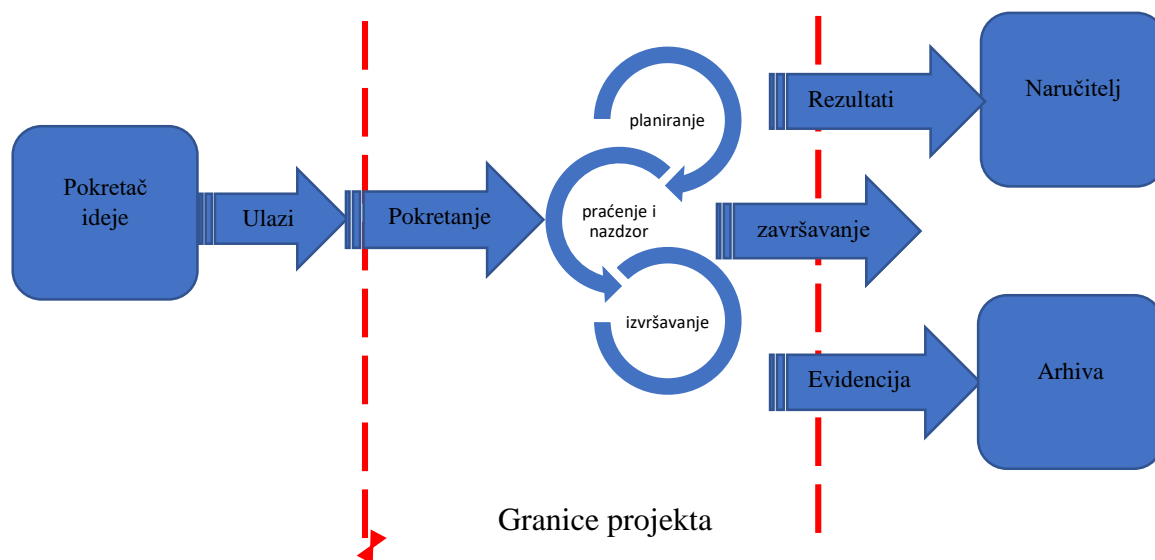 Pokretač
ideje
Ulazi
Pokretanje
planiranje
praćenje i
nazdzor
izvršavanje
Rezultati
završavanje
Evidencija
Naručitelj
Arhiva
Granice projekta